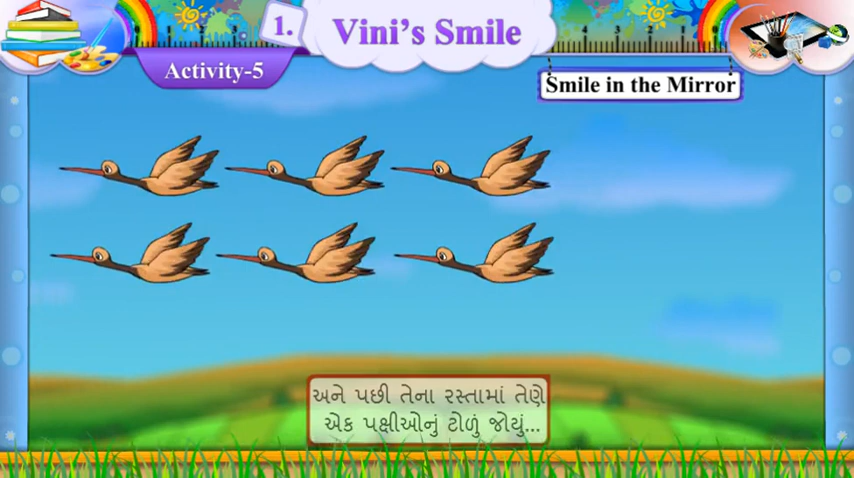 1.
Vini's Smile
Activity-5
Smile in the Mirror
અને પછી તેના રસ્તામાં તેણે
એક પક્ષીઓનું ટોળું જોયું...